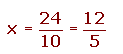 x = 24/10 = 12/5